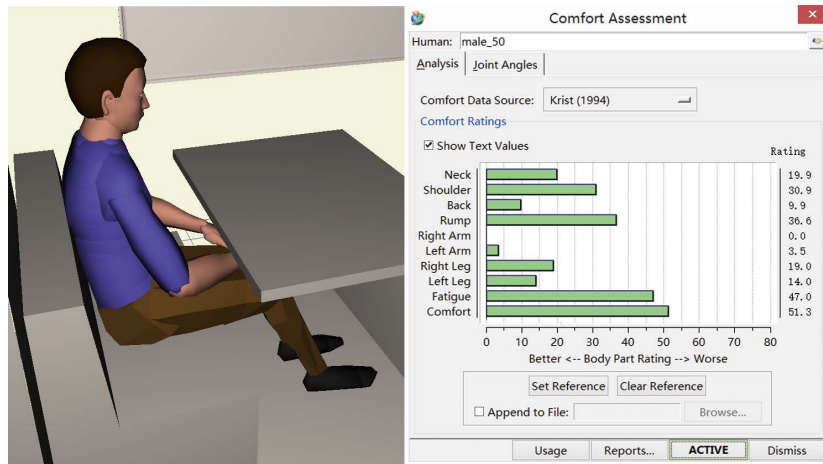 Comfort Assessment
Human: male_50
Analysis Joint Angles
Comfort Data Source: Krist (1994)
Comfort Ratings
Show Text Values
Rating
Neck 19.9
Shoulder 30.9
Back 9.9
Rump 36.6
Right Arm 0.0
Left Arm 3.5
Right Leg 19.0
Left Leg 14.0
Fatigue 47.0
Comfort 51.3
0 10 20 30 40 50 60 70 80
Better <-- Body Part Rating --> Worse
Set Reference Clear Reference
Append to File: Browse...
Usage Reports... ACTIVE Dismiss